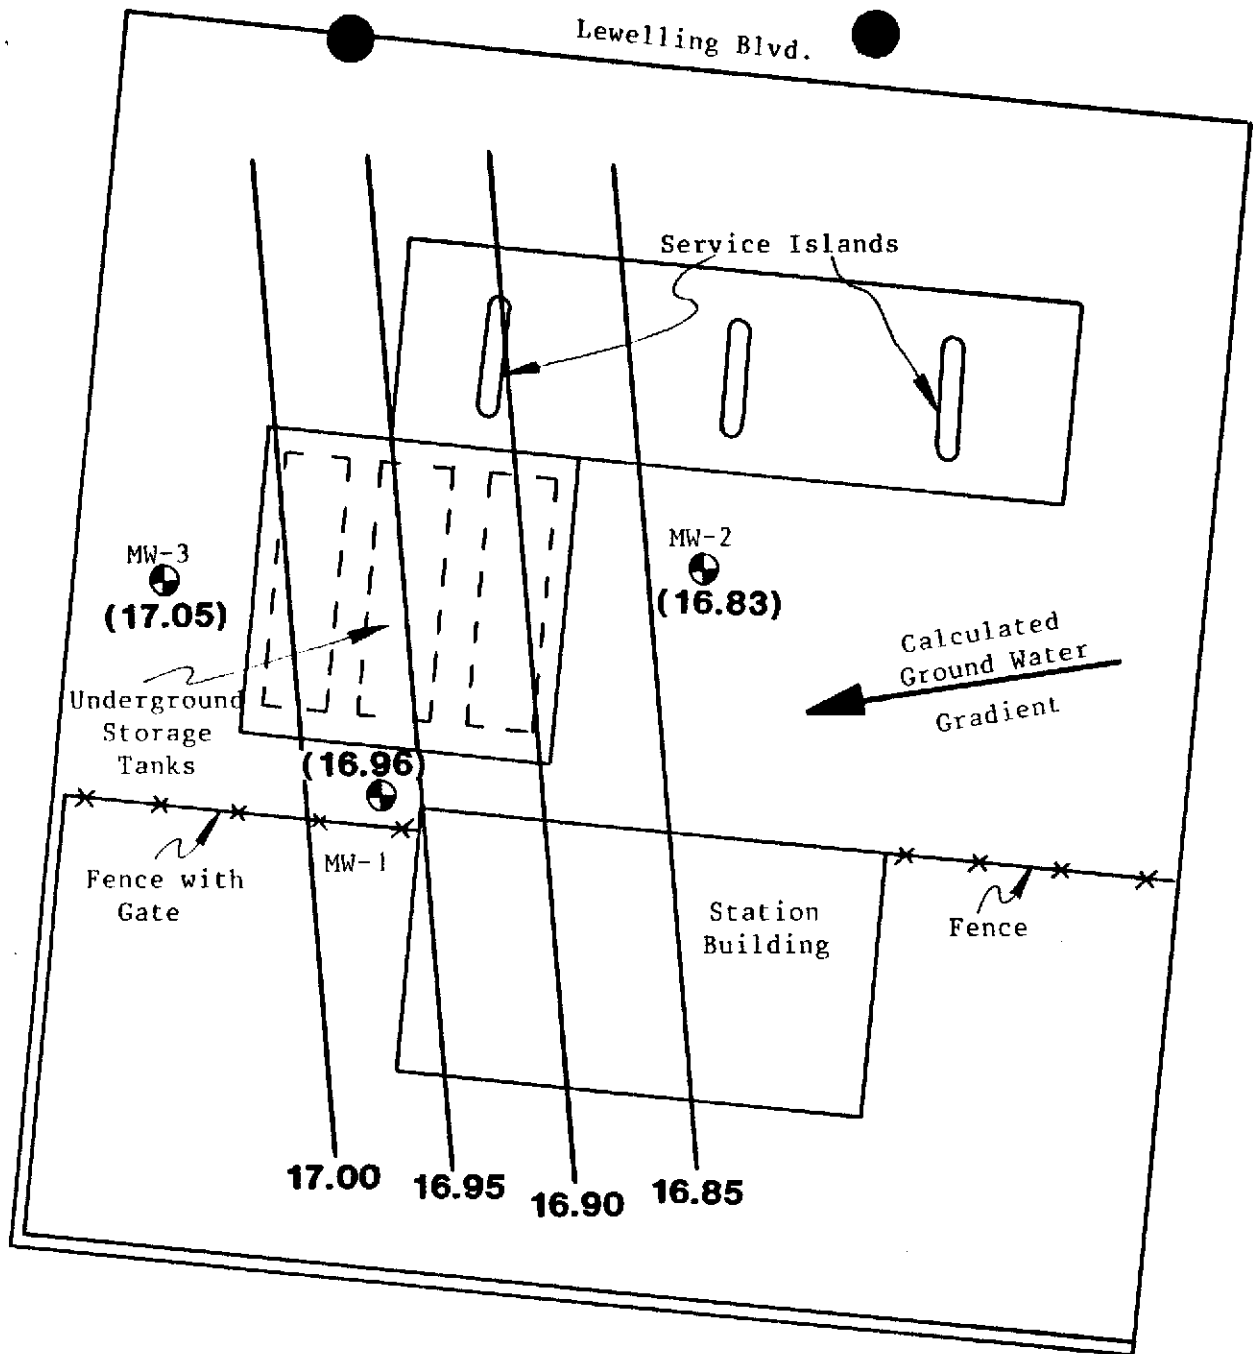 Lewelling Blvd.
Service Islands
MW-3
(17.05)
MW-2
(16.83)
Calculated
Ground Water
Gradient
Underground
Storage
Tanks
(16.96)
MW-1
Fence with
Gate
Station
Building
Fence
17.00
16.95
16.90
16.85